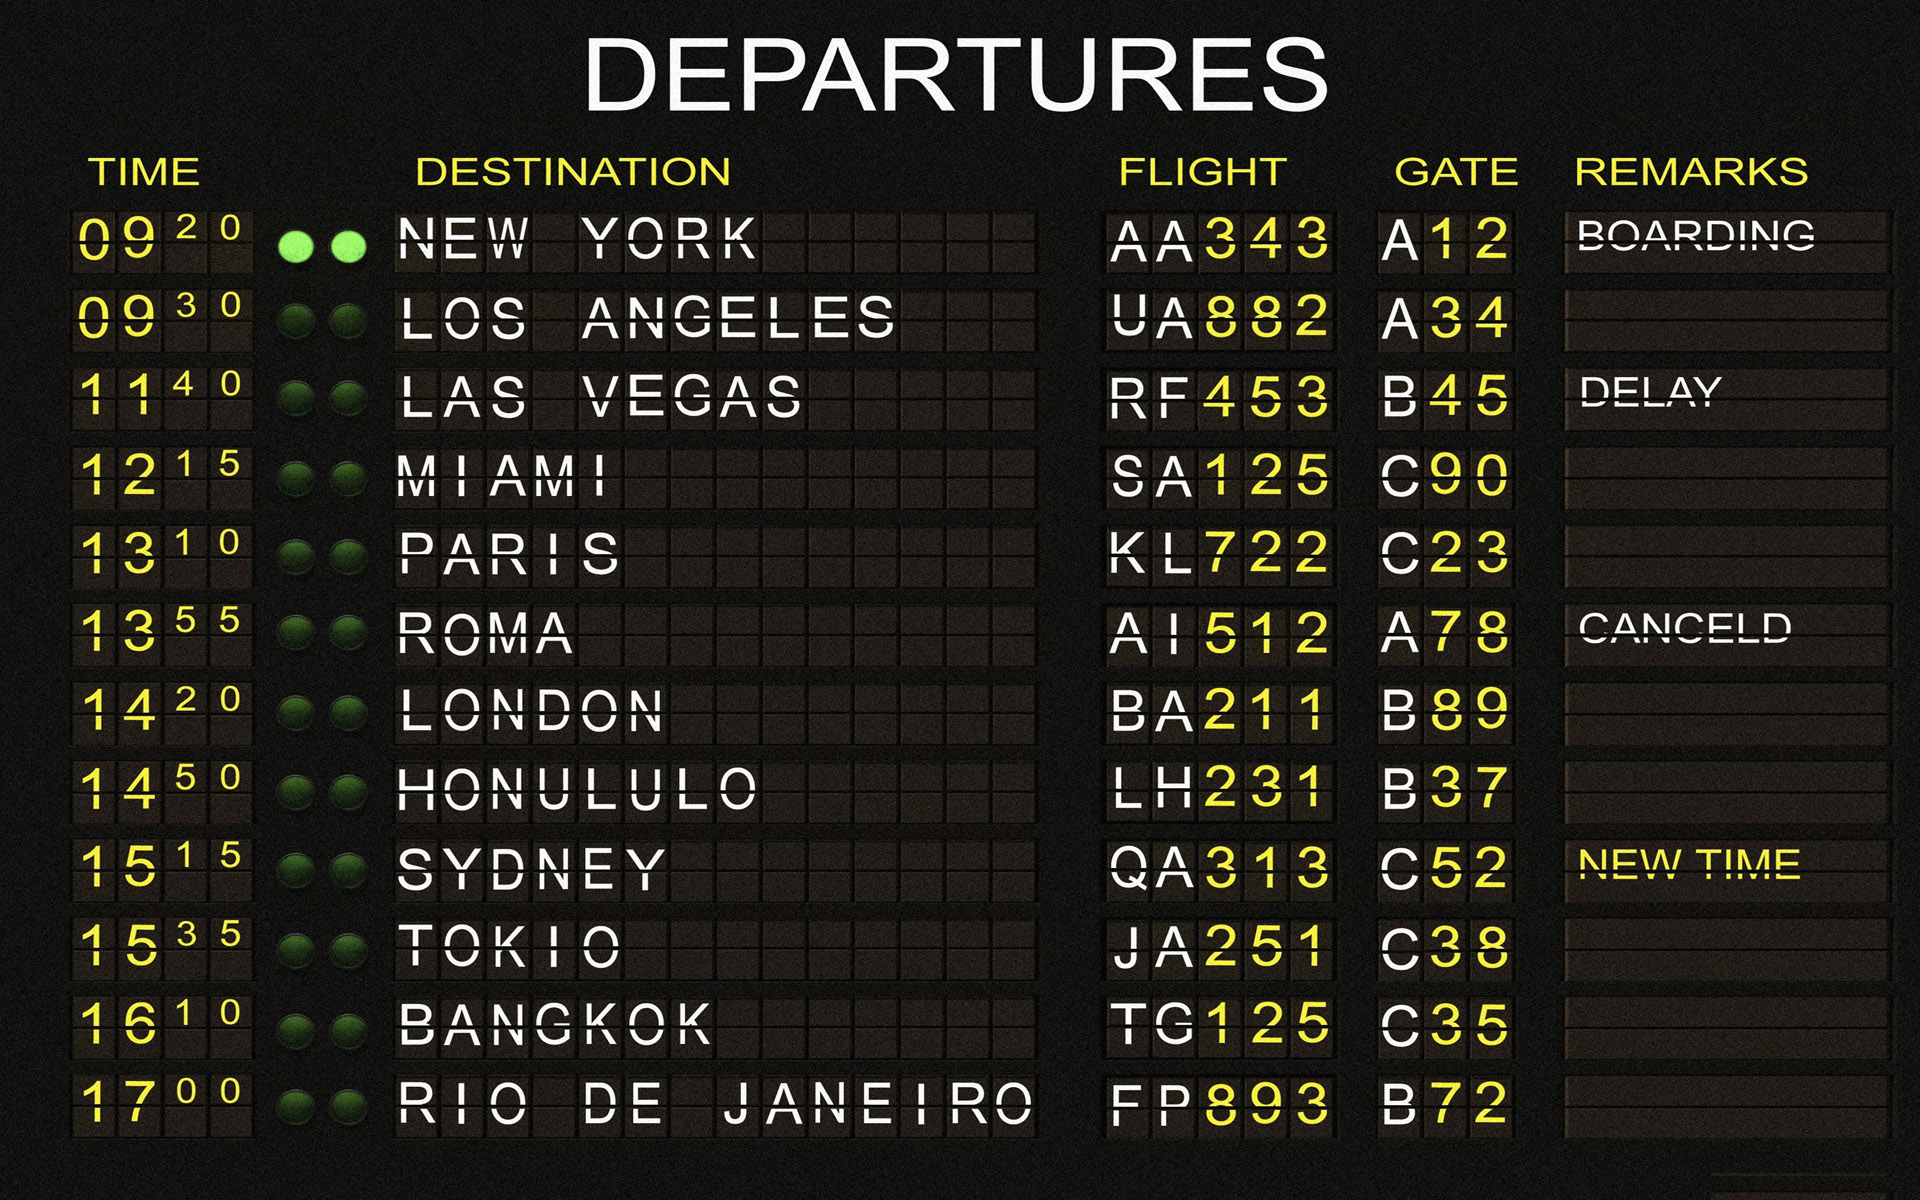 DEPARTURES
TIME DESTINATION FLIGHT GATE REMARKS
0920 NEW YORK AA343 A12 BOARDING
0930 LOS ANGELES UA882 A34
1140 LAS VEGAS RF453 B45 DELAY
1215 MIAMI SA125 C90
1310 PARIS KL722 C23
1355 ROMA AI512 A78 CANCELD
1420 LONDON BA211 B89
1450 HONULULO LH231 B37
1515 SYDNEY QA313 C52 NEW TIME
1535 TOKIO JA251 C38
1610 BANGKOK TG125 C35
1700 RIO DE JANEIRO FP893 B72